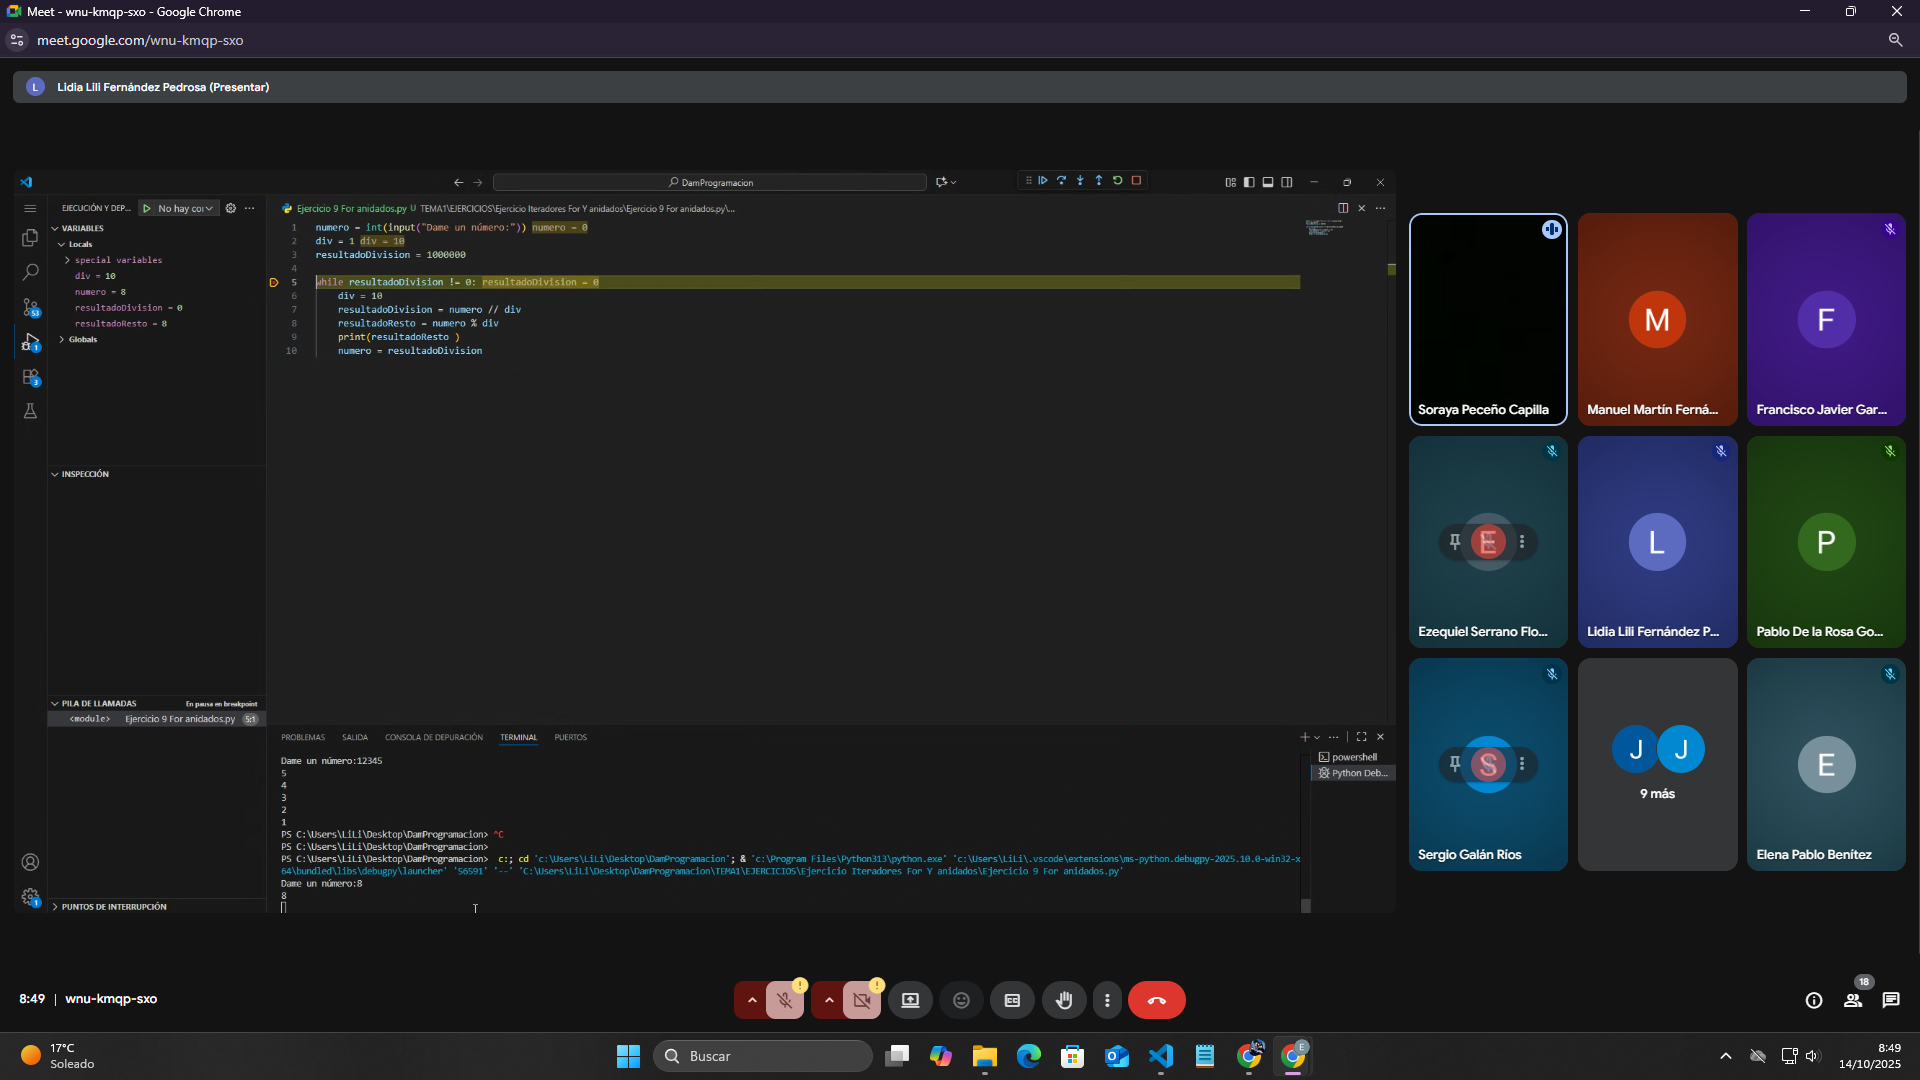 Meet - wnu-kmqp-sxo - Google Chrome
meet.google.com/wnu-kmqp-sxo
L Lidia Lili Fernández Pedrosa (Presentar)
DamProgramacion
EJECUCIÓN Y DEP... No hay con
Ejercicio 9 For anidados.py U TEMA1\EJERCICIOS\Ejercicio Iteradores For Y anidados\Ejercicio 9 For anidados.py\...
VARIABLES
Locals
special variables
div = 10
numero = 8
resultadoDivision = 0
resultadoResto = 8
Globals
1 numero = int(input("Dame un número:")) numero = 0
2 div = 1 div = 10
3 resultadoDivision = 1000000
4
5 while resultadoDivision != 0: resultadoDivision = 0
6 div = 10
7 resultadoDivision = numero // div
8 resultadoResto = numero % div
9 print(resultadoResto )
10 numero = resultadoDivision
53
1
3
1
INSPECCIÓN
PILA DE LLAMADAS En pausa en breakpoint
<module> Ejercicio 9 For anidados.py 5:1
PUNTOS DE INTERRUPCIÓN
PROBLEMAS SALIDA CONSOLA DE DEPURACIÓN TERMINAL PUERTOS
powershell
Python Deb...
Dame un número:12345
5
4
3
2
1
PS C:\Users\LiLi\Desktop\DamProgramacion> ^C
PS C:\Users\LiLi\Desktop\DamProgramacion>
PS C:\Users\LiLi\Desktop\DamProgramacion> c:; cd 'c:\Users\LiLi\Desktop\DamProgramacion'; & 'c:\Program Files\Python313\python.exe' 'c:\Users\LiLi\.vscode\extensions\ms-python.debugpy-2025.10.0-win32-x
64\bundled\libs\debugpy\launcher' '56591' '--' 'C:\Users\LiLi\Desktop\DamProgramacion\TEMA1\EJERCICIOS\Ejercicio Iteradores For Y anidados\Ejercicio 9 For anidados.py'
Dame un número:8
8
Soraya Peceño Capilla
M
Manuel Martín Ferná...
F
Francisco Javier Gar...
E
Ezequiel Serrano Flo...
L
Lidia Lili Fernández P...
P
Pablo De la Rosa Go...
S
Sergio Galán Ríos
J J
9 más
E
Elena Pablo Benítez
8:49 | wnu-kmqp-sxo
18
17°C
Soleado
Buscar
E
8:49
14/10/2025